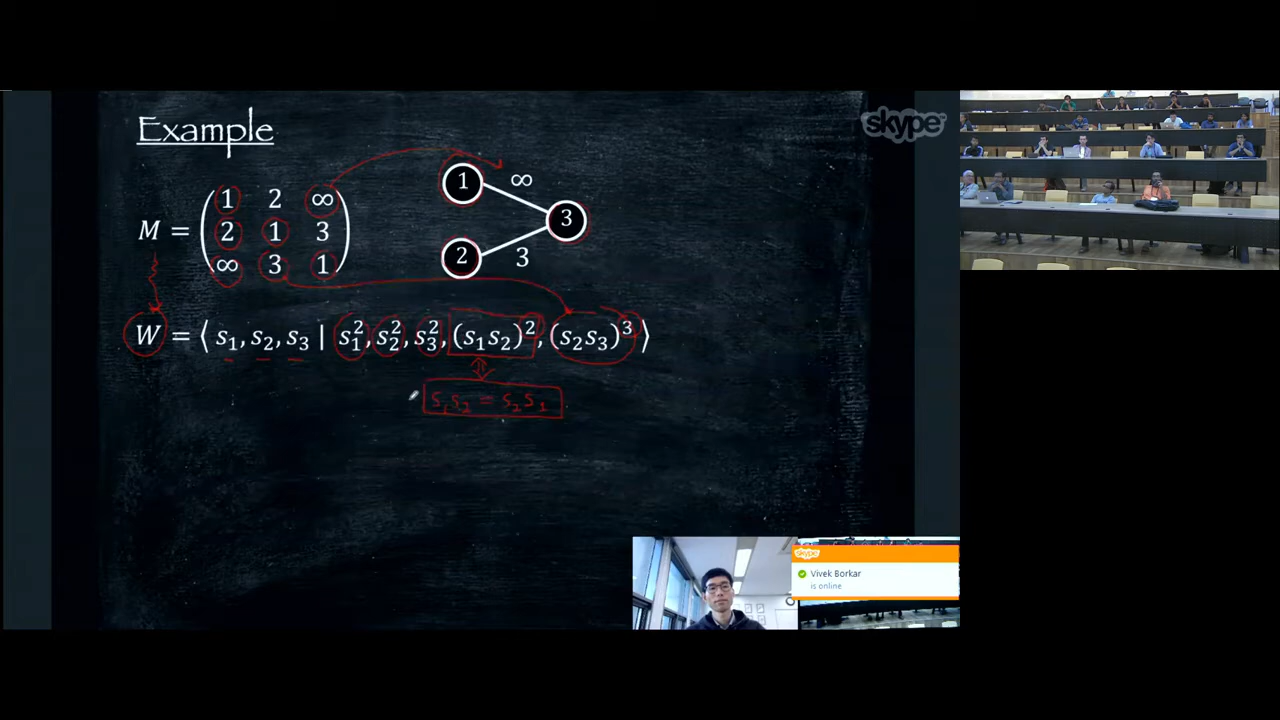 Example
skype
M = ( 1 2 ∞
2 1 3
∞ 3 1 )
1 ∞
3
2 3
W = ⟨ s₁, s₂, s₃ | s₁², s₂², s₃², (s₁s₂)², (s₂s₃)³ ⟩
s₁s₂ = s₂s₁
skype
Vivek Borkar
is online